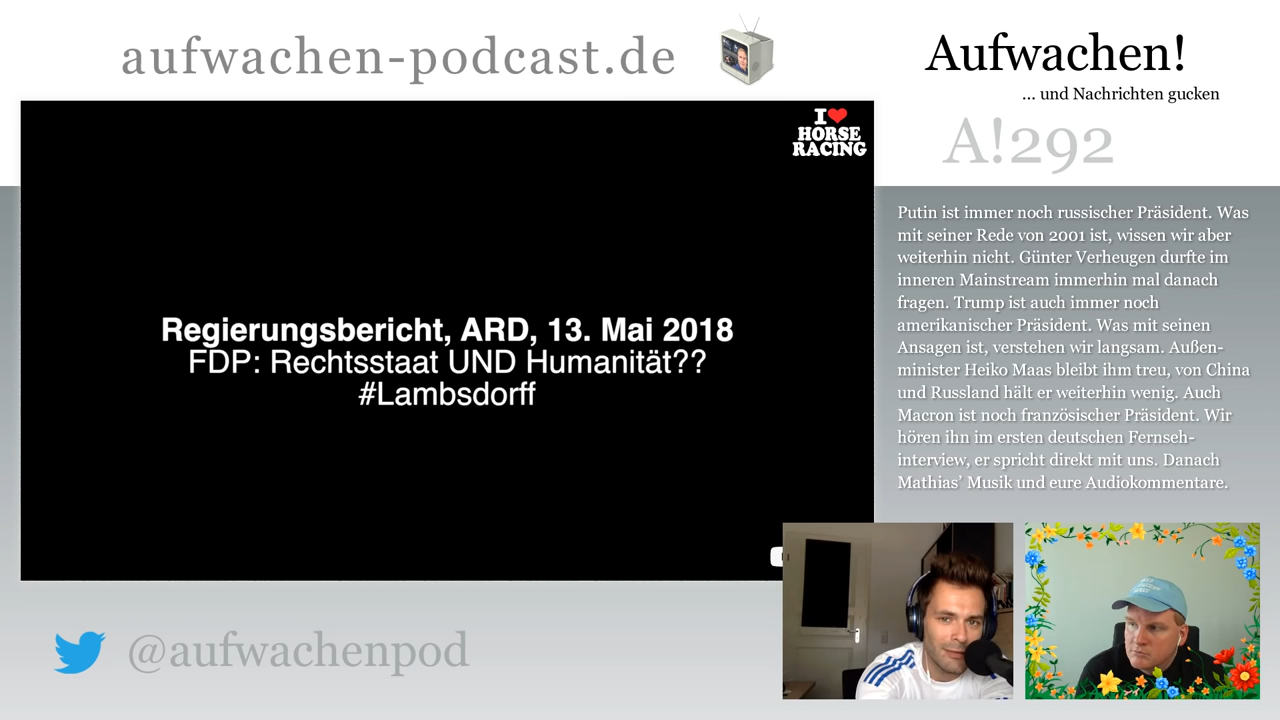 aufwachen-podcast.de
Aufwachen!
... und Nachrichten gucken
A!292
I
HORSE
RACING
Regierungsbericht, ARD, 13. Mai 2018
FDP: Rechtsstaat UND Humanität??
#Lambsdorff
Putin ist immer noch russischer Präsident. Was
mit seiner Rede von 2001 ist, wissen wir aber
weiterhin nicht. Günter Verheugen durfte im
inneren Mainstream immerhin mal danach
fragen. Trump ist auch immer noch
amerikanischer Präsident. Was mit seinen
Ansagen ist, verstehen wir langsam. Außen-
minister Heiko Maas bleibt ihm treu, von China
und Russland hält er weiterhin wenig. Auch
Macron ist noch französischer Präsident. Wir
hören ihn im ersten deutschen Fernseh-
interview, er spricht direkt mit uns. Danach
Mathias’ Musik und eure Audiokommentare.
@aufwachenpod